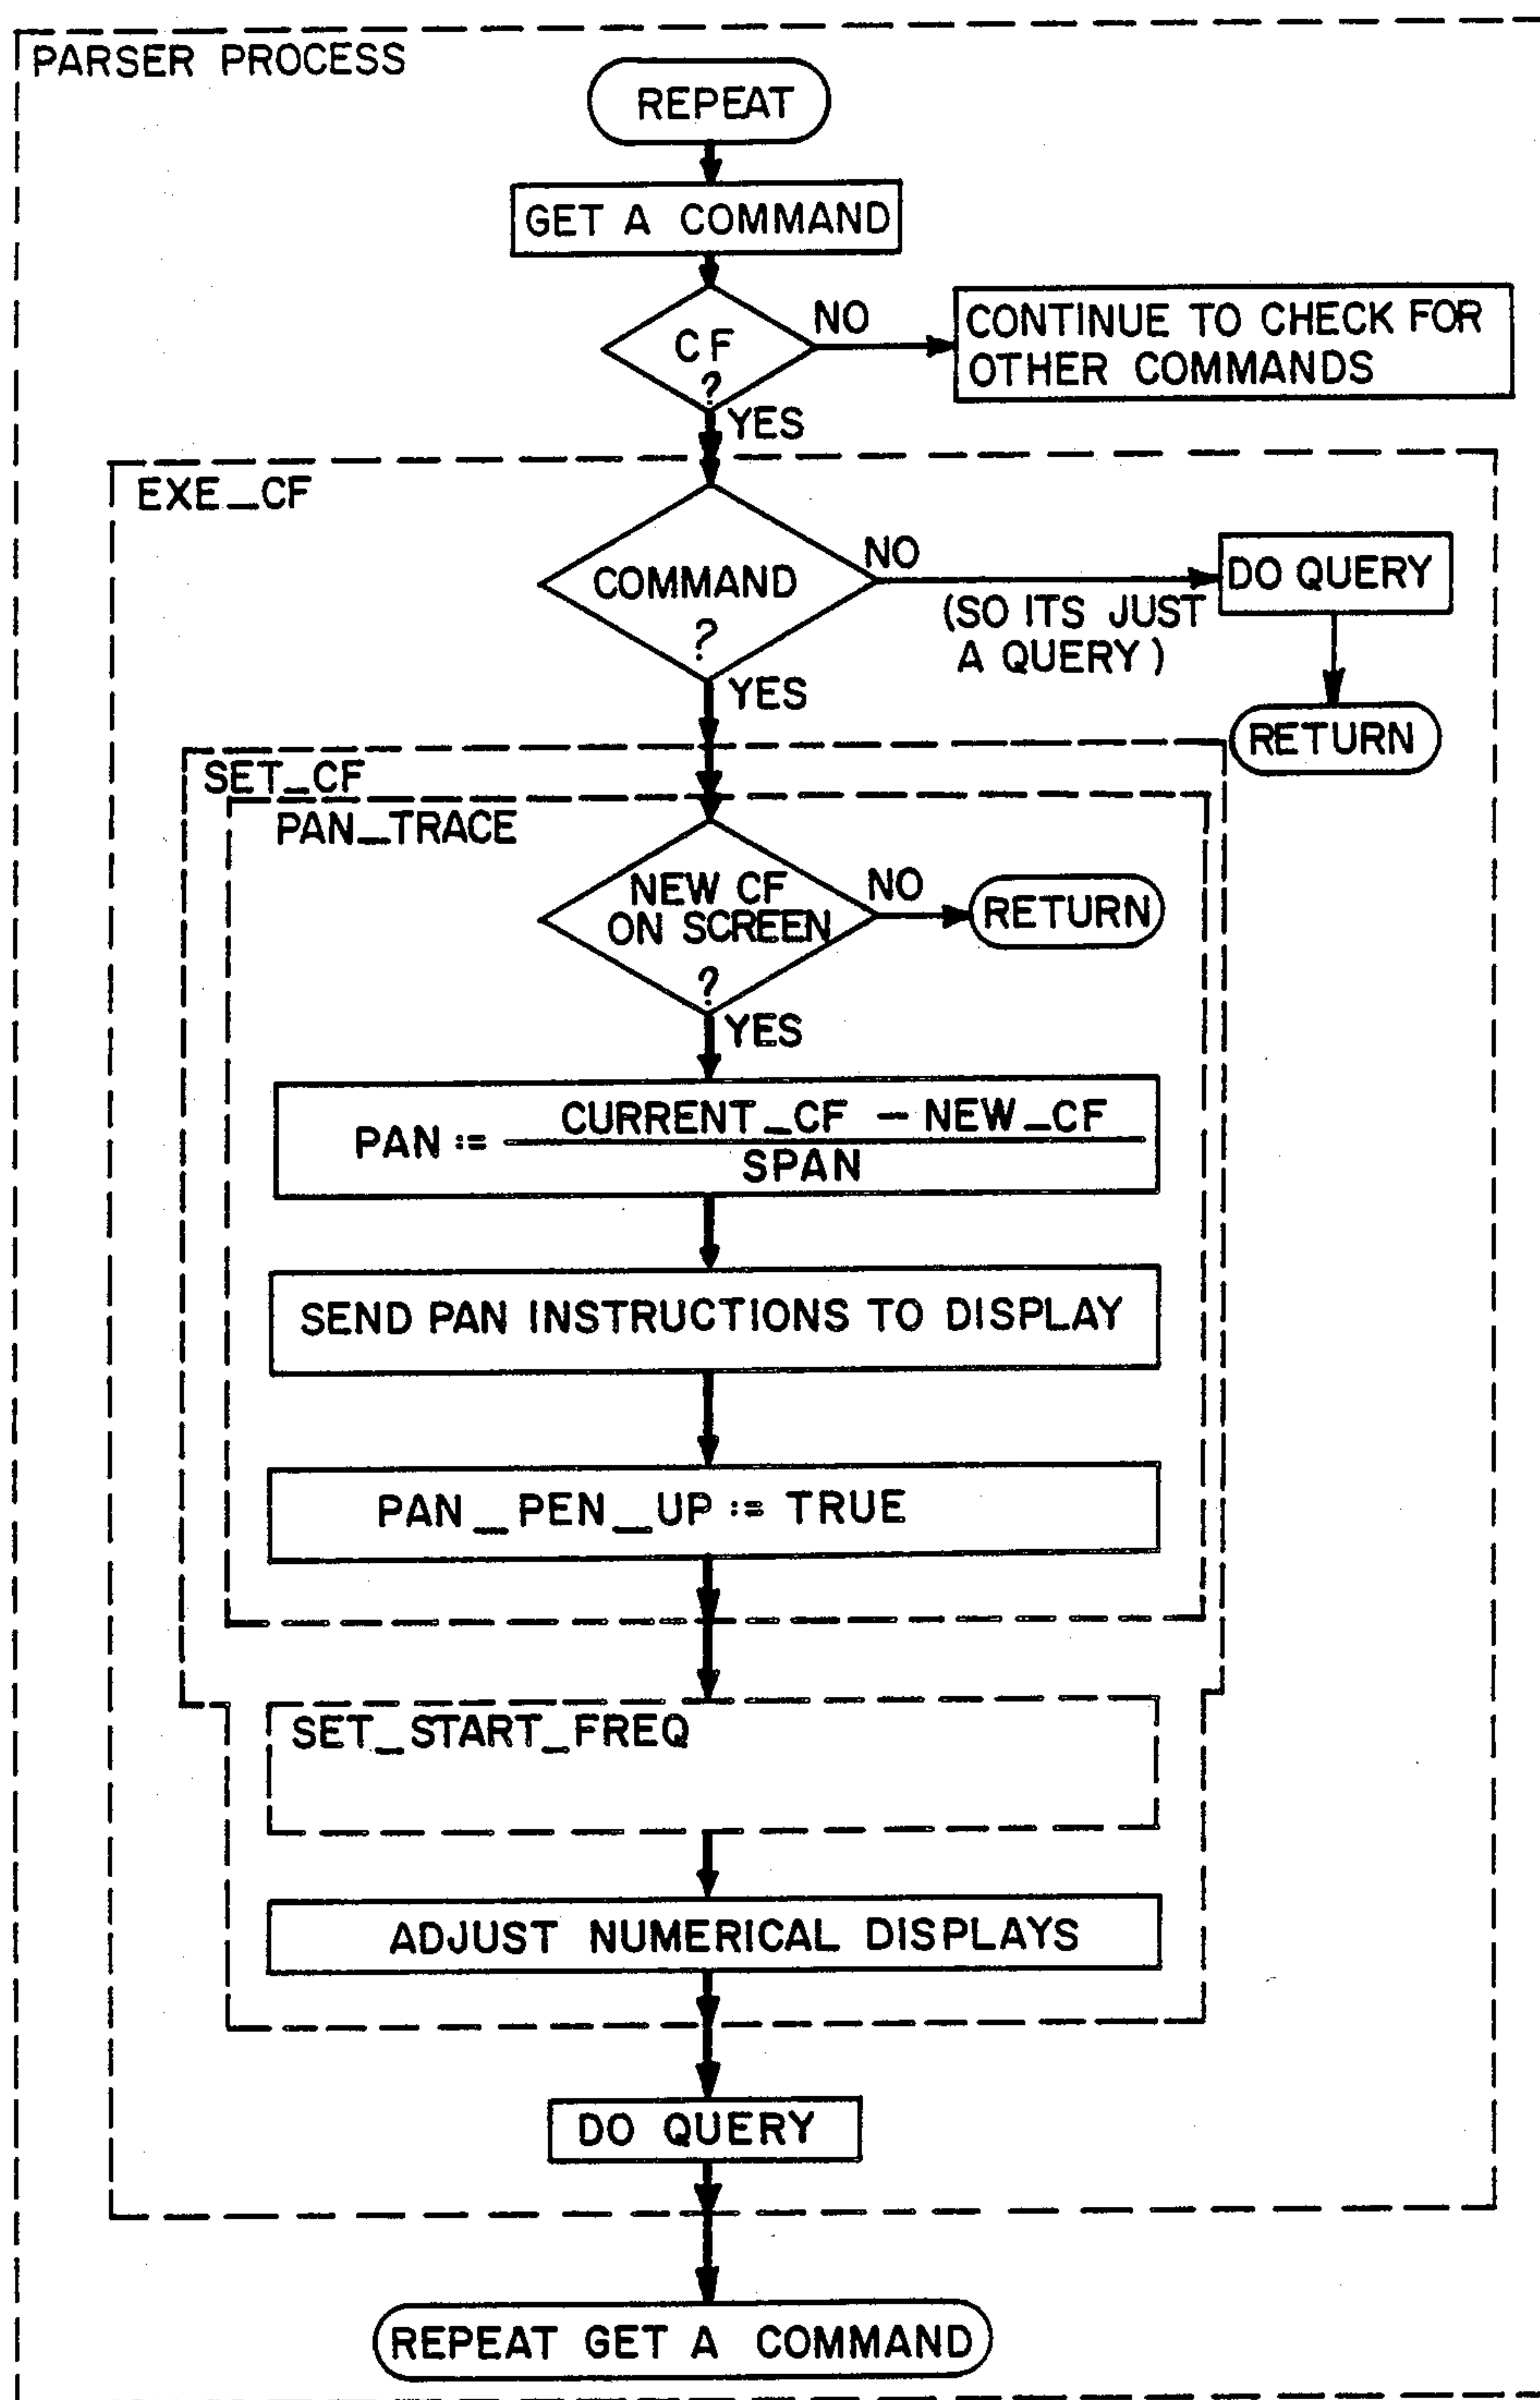 PARSER PROCESS
REPEAT
GET A COMMAND
CF
?
NO
CONTINUE TO CHECK FOR
OTHER COMMANDS
YES
EXE_CF
COMMAND
?
NO
(SO ITS JUST
A QUERY)
DO QUERY
RETURN
YES
SET_CF
PAN_TRACE
NEW CF
ON SCREEN
?
NO
RETURN
YES
PAN := CURRENT_CF - NEW_CF
SPAN
SEND PAN INSTRUCTIONS TO DISPLAY
PAN_PEN_UP := TRUE
SET_START_FREQ
ADJUST NUMERICAL DISPLAYS
DO QUERY
REPEAT GET A COMMAND